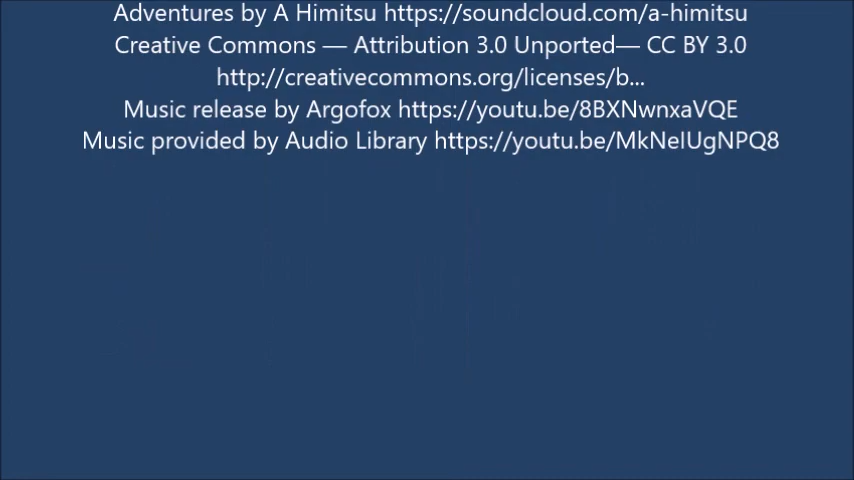 Adventures by A Himitsu https://soundcloud.com/a-himitsu
Creative Commons — Attribution 3.0 Unported— CC BY 3.0
http://creativecommons.org/licenses/b...
Music release by Argofox https://youtu.be/8BXNwnxaVQE
Music provided by Audio Library https://youtu.be/MkNeIUgNPQ8